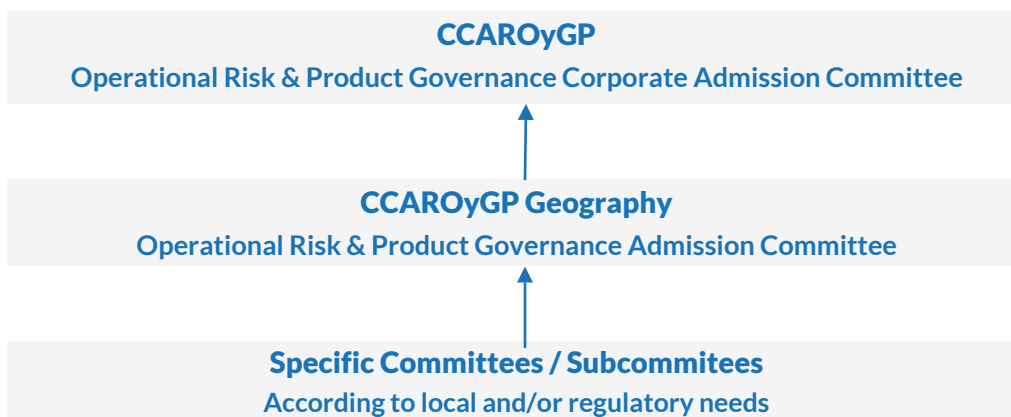 CCAROyGP
Operational Risk & Product Governance Corporate Admission Committee
CCAROyGP Geography
Operational Risk & Product Governance Admission Committee
Specific Committees / Subcommitees
According to local and/or regulatory needs